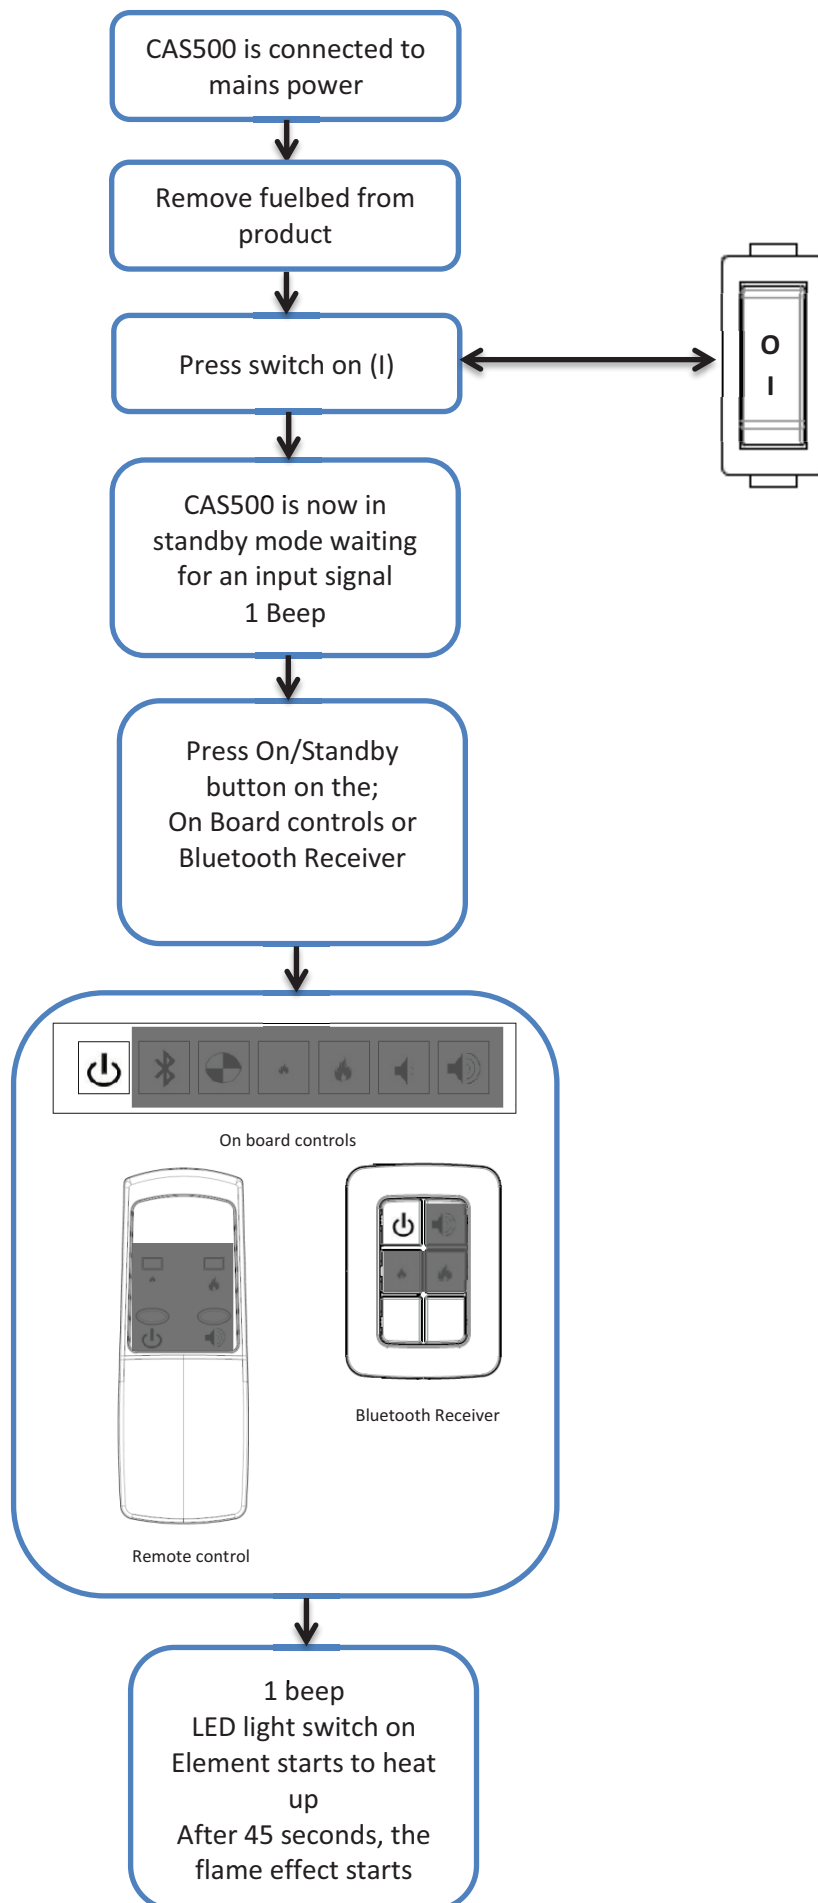 CAS500 is connected to
mains power
Remove fuelbed from
product
Press switch on (I)
O
I
CAS500 is now in
standby mode waiting
for an input signal
1 Beep
Press On/Standby
button on the;
On Board controls or
Bluetooth Receiver
On board controls
Bluetooth Receiver
Remote control
1 beep
LED light switch on
Element starts to heat
up
After 45 seconds, the
flame effect starts